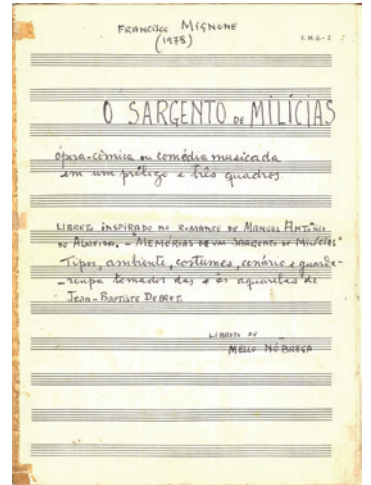 FRANCISCO MIGNONE
(1978)
O SARGENTO DE MILÍCIAS
ópera-cômica ou comédia musicada
em um prólogo e três quadros.
LIBRETO INSPIRADO NO ROMANCE DE MANUEL ANTÔNIO
DE ALMEIDA, - MEMÓRIAS DE UM SARGENTO DE MILÍCIAS"
Tipos, ambiente, costumes, cenário e guarda-
-roupa tomados das e às aquarelas de
JEAN-BAPTISTE DEBRET.
LIBRETO DE
MELLO NÓBREGA